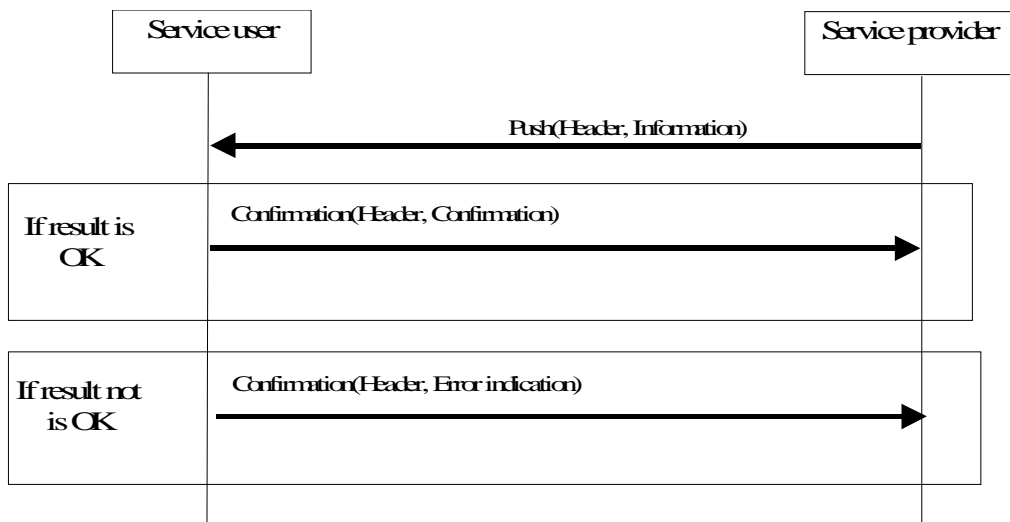 Service user
Service provider
Push(Header, Information)
If result is
OK
Confirmation(Header, Confirmation)
If result not
is OK
Confirmation(Header, Error indication)